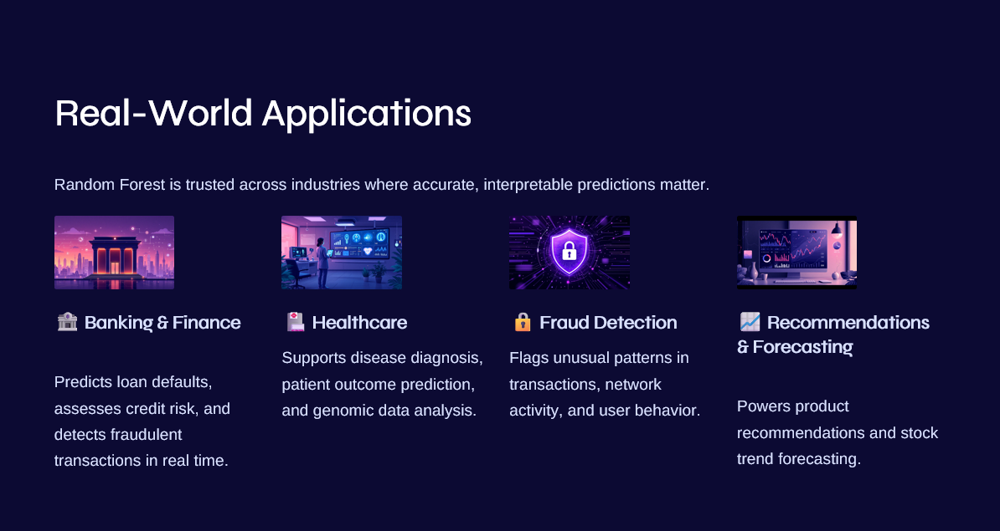 Real-World Applications
Random Forest is trusted across industries where accurate, interpretable predictions matter.
🏦 Banking & Finance
Predicts loan defaults,
assesses credit risk, and
detects fraudulent
transactions in real time.
🏥 Healthcare
Supports disease diagnosis,
patient outcome prediction,
and genomic data analysis.
🔒 Fraud Detection
Flags unusual patterns in
transactions, network
activity, and user behavior.
📈 Recommendations
& Forecasting
Powers product
recommendations and stock
trend forecasting.